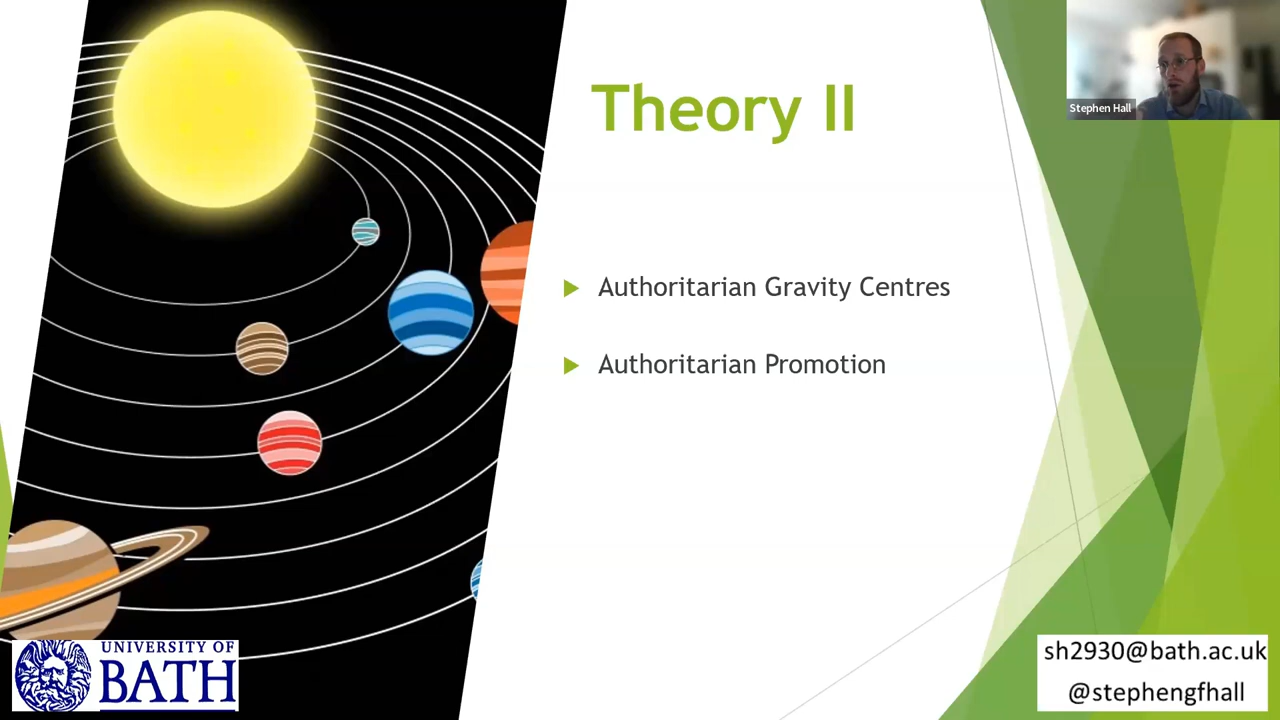 Theory II
Stephen Hall
Authoritarian Gravity Centres
Authoritarian Promotion
UNIVERSITY OF
BATH
sh2930@bath.ac.uk
@stephengfhall